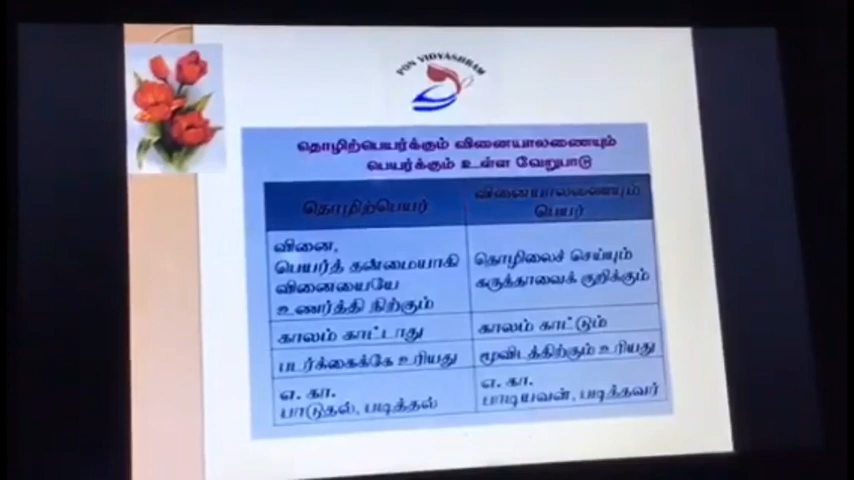 PON VIDYASHRAM
தொழிற்பெயர்க்கும் வினையாலணையும்
பெயர்க்கும் உள்ள வேறுபாடு
தொழிற்பெயர்
வினையாலணையும்
பெயர்
வினை,
பெயர்த் தன்மையாகி
வினையையே
உணர்த்தி நிற்கும்
தொழிலைச் செய்யும்
கருத்தாவைக் குறிக்கும்
காலம் காட்டாது
காலம் காட்டும்
படர்க்கைக்கே உரியது
மூவிடத்திற்கும் உரியது
எ. கா.
பாடுதல், படித்தல்
எ. கா.
பாடியவன், படித்தவர்